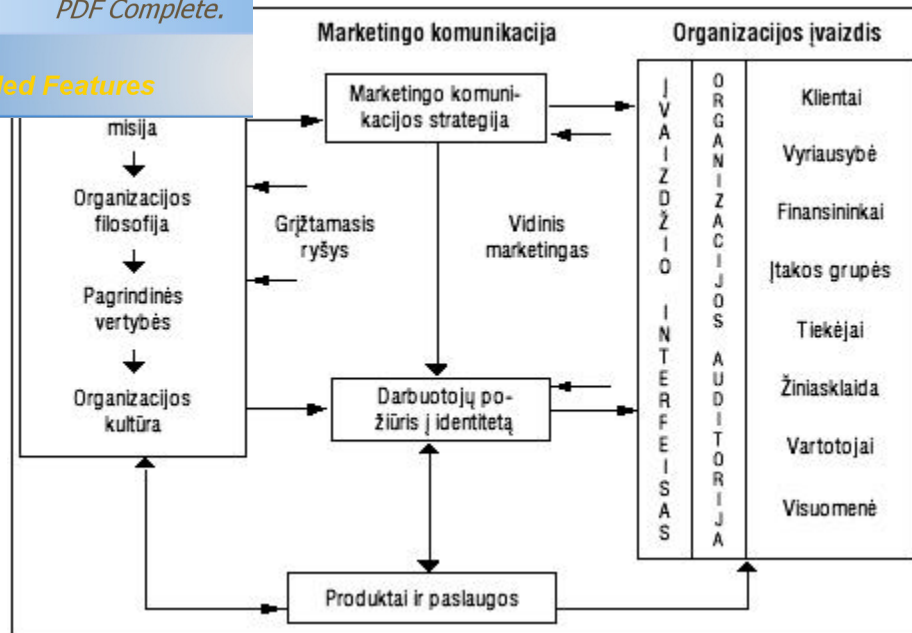 PDF Complete.
Features
Marketingo komunikacija
Organizacijos įvaizdis
misija
Organizacijos
filosofija
Pagrindinės
vertybės
Organizacijos
kultūra
Grįžtamasis
ryšys
Marketingo komuni-
kacijos strategija
Vidinis
marketingas
Darbuotojų po-
žiūris į identitetą
Produktai ir paslaugos
ĮVAIZDŽIO INTERFEISAS
ORGANIZACIJOS AUDITORIJA
Klientai
Vyriausybė
Finansininkai
Įtakos grupės
Tiekėjai
Žiniasklaida
Vartotojai
Visuomenė